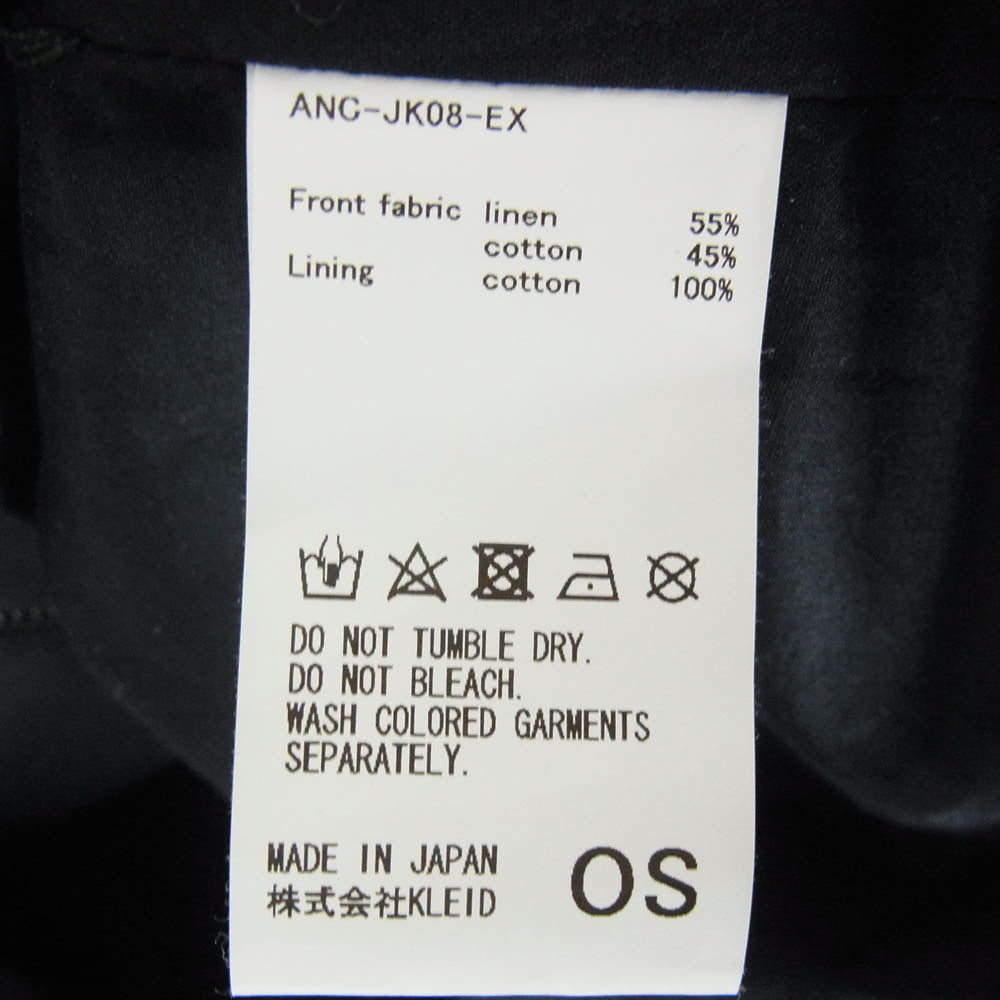 ANC-JK08-EX
Front fabric linen 55%
cotton 45%
Lining cotton 100%
DO NOT TUMBLE DRY.
DO NOT BLEACH.
WASH COLORED GARMENTS
SEPARATELY.
MADE IN JAPAN
株式会社KLEID
OS